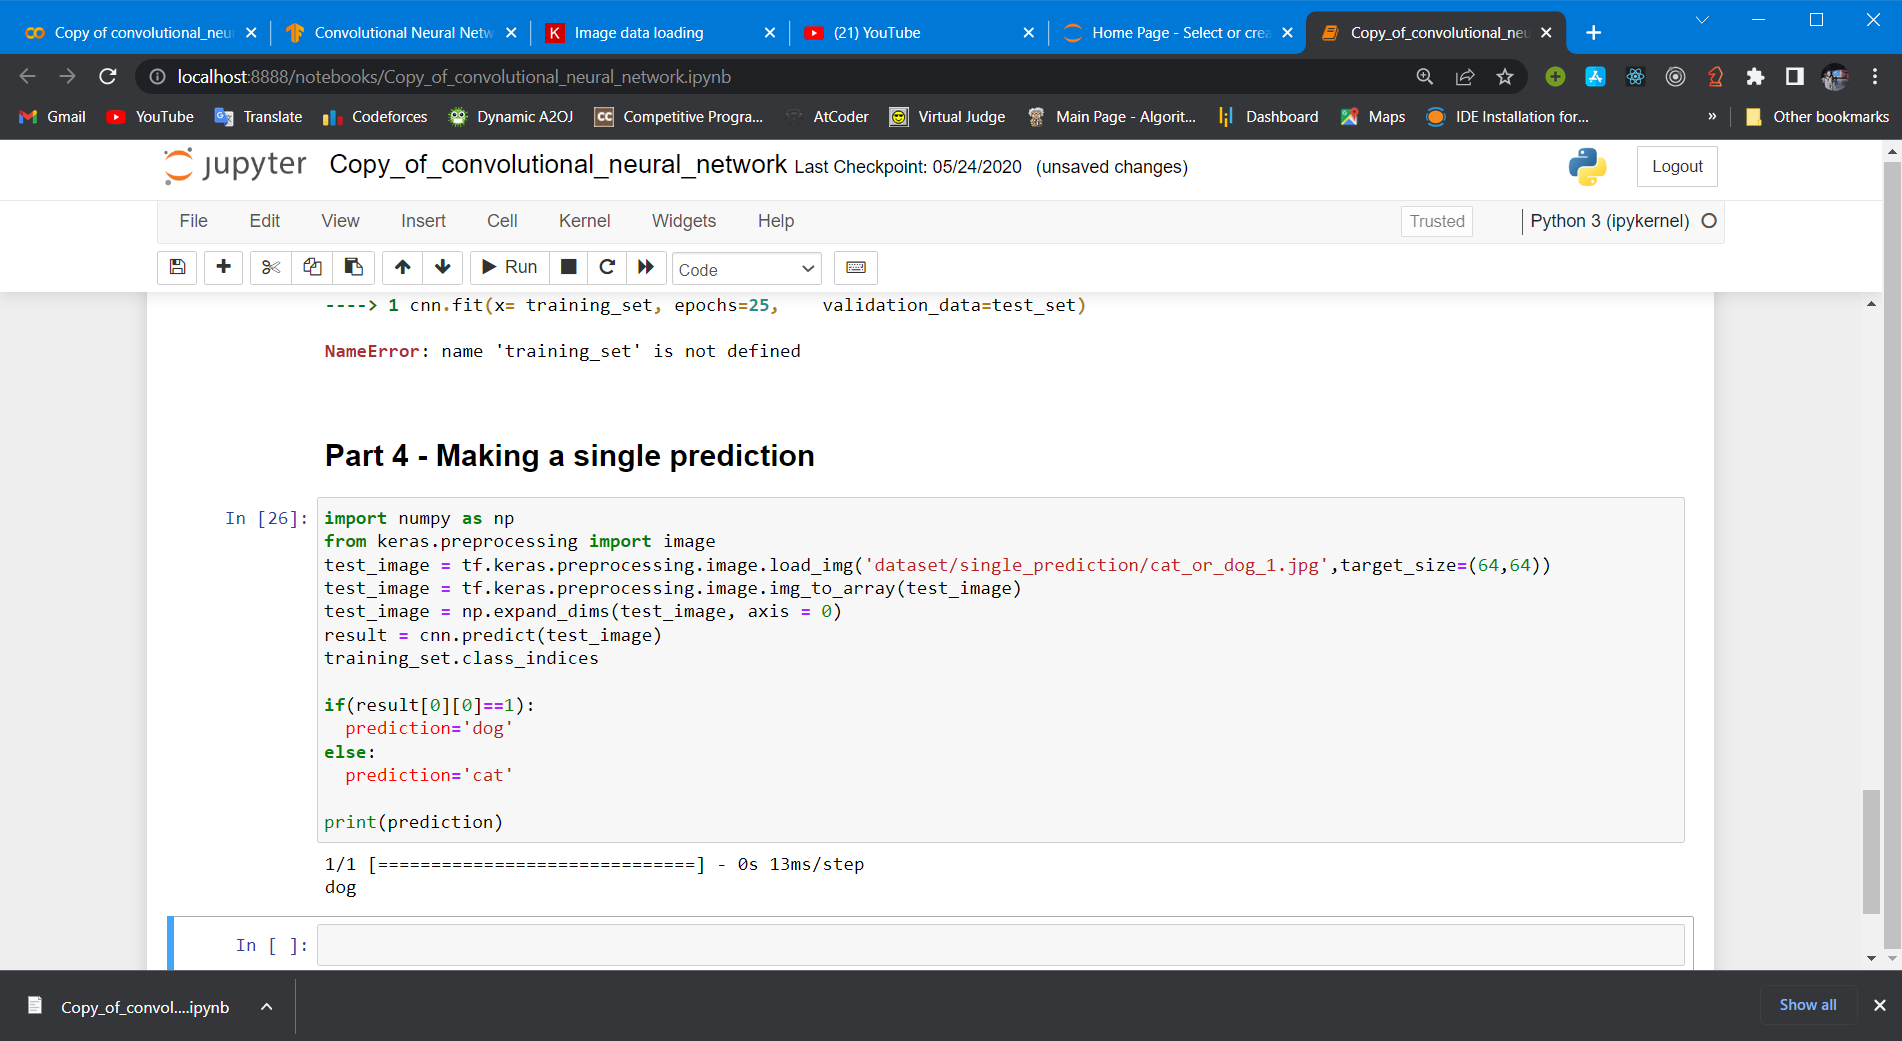 Copy of convolutional_neu
Convolutional Neural Netw
Image data loading
(21) YouTube
Home Page - Select or crea
Copy_of_convolutional_neu
localhost:8888/notebooks/Copy_of_convolutional_neural_network.ipynb
Gmail
YouTube
Translate
Codeforces
Dynamic A2OJ
CC
Competitive Progra...
AtCoder
Virtual Judge
Main Page - Algorit...
Dashboard
Maps
IDE Installation for...
»
Other bookmarks
jupyter
Copy_of_convolutional_neural_network Last Checkpoint: 05/24/2020 (unsaved changes)
Logout
File Edit View Insert Cell Kernel Widgets Help
Trusted
Python 3 (ipykernel)
Run
Code
----> 1 cnn.fit(x= training_set, epochs=25,    validation_data=test_set)
NameError: name 'training_set' is not defined
Part 4 - Making a single prediction
In [26]:
import numpy as np
from keras.preprocessing import image
test_image = tf.keras.preprocessing.image.load_img('dataset/single_prediction/cat_or_dog_1.jpg',target_size=(64,64))
test_image = tf.keras.preprocessing.image.img_to_array(test_image)
test_image = np.expand_dims(test_image, axis = 0)
result = cnn.predict(test_image)
training_set.class_indices
if(result[0][0]==1):
  prediction='dog'
else:
  prediction='cat'
print(prediction)
1/1 [==============================] - 0s 13ms/step
dog
In [ ]:
Copy_of_convol....ipynb
Show all